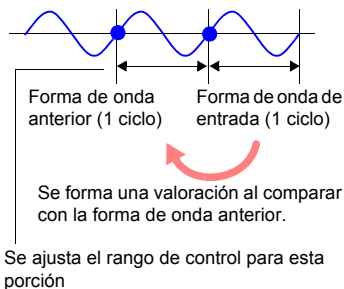 Forma de onda
anterior (1 ciclo)
Forma de onda de
entrada (1 ciclo)
Se forma una valoración al comparar
con la forma de onda anterior.
Se ajusta el rango de control para esta
porción